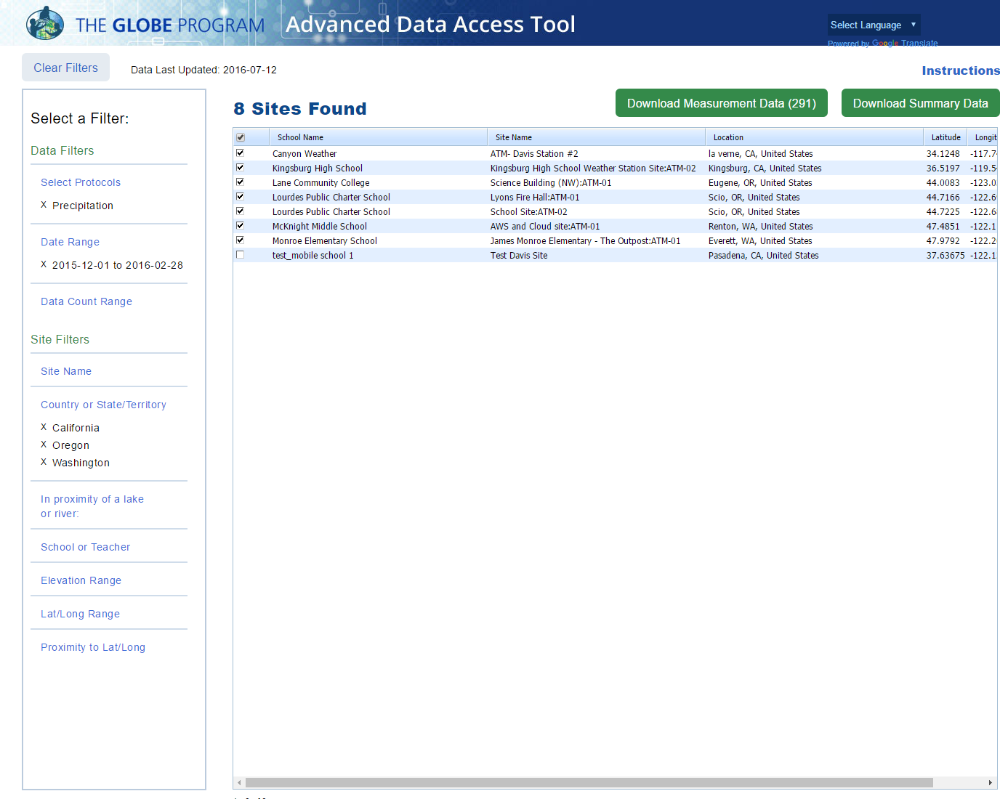 THE GLOBE PROGRAM Advanced Data Access Tool
Select Language ▼
Powered by Google Translate
Clear Filters
Data Last Updated: 2016-07-12
Instructions
Select a Filter:
Data Filters
Select Protocols
X Precipitation
Date Range
X 2015-12-01 to 2016-02-28
Data Count Range
Site Filters
Site Name
Country or State/Territory
X California
X Oregon
X Washington
In proximity of a lake
or river:
School or Teacher
Elevation Range
Lat/Long Range
Proximity to Lat/Long
8 Sites Found
Download Measurement Data (291)
Download Summary Data
School Name Site Name Location Latitude Longit
Canyon Weather ATM- Davis Station #2 la verne, CA, United States 34.1248 -117.7
Kingsburg High School Kingsburg High School Weather Station Site:ATM-02 Kingsburg, CA, United States 36.5197 -119.5
Lane Community College Science Building (NW):ATM-01 Eugene, OR, United States 44.0083 -123.0
Lourdes Public Charter School Lyons Fire Hall:ATM-01 Scio, OR, United States 44.7166 -122.6
Lourdes Public Charter School School Site:ATM-02 Scio, OR, United States 44.7225 -122.6
McKnight Middle School AWS and Cloud site:ATM-01 Renton, WA, United States 47.4851 -122.1
Monroe Elementary School James Monroe Elementary - The Outpost:ATM-01 Everett, WA, United States 47.9792 -122.2
test_mobile school 1 Test Davis Site Pasadena, CA, United States 37.63675 -122.1